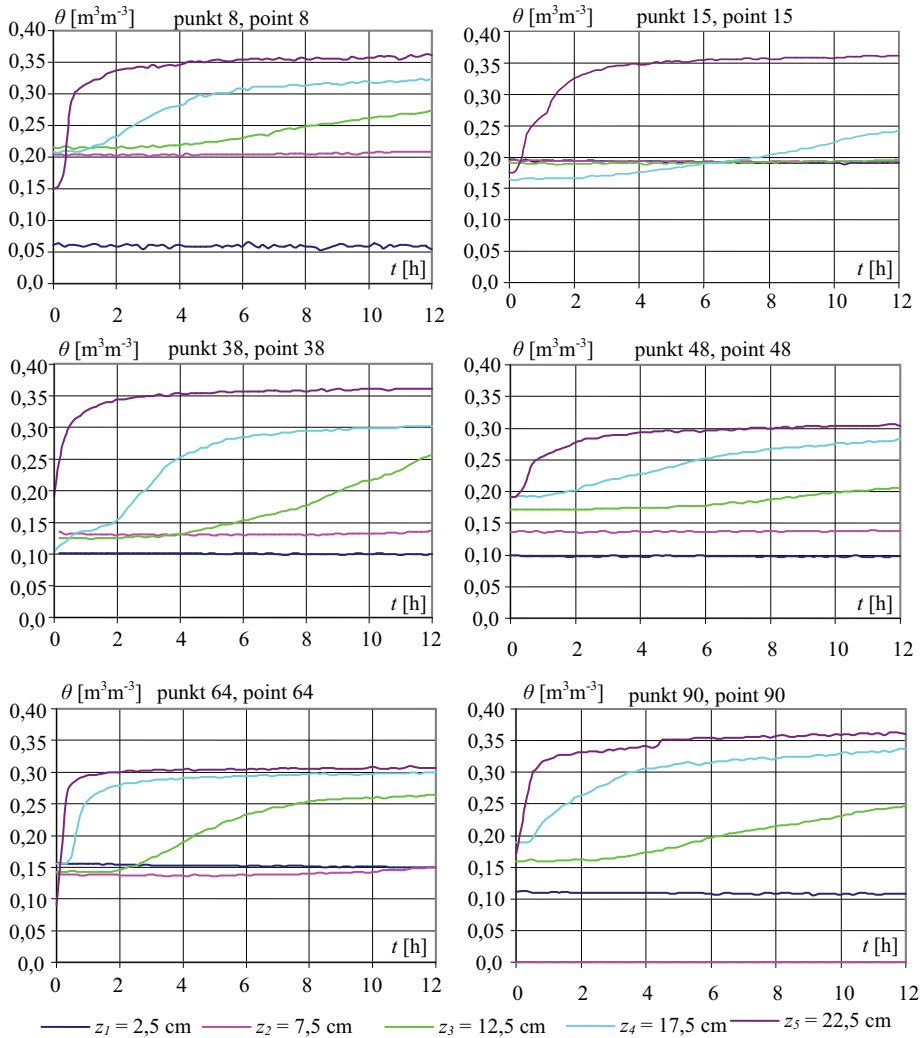 θ [m³m⁻³] punkt 8, point 8
0,40
0,35
0,30
0,25
0,20
0,15
0,10
0,05
0,0
t [h]
0 2 4 6 8 10 12
θ [m³m⁻³] punkt 15, point 15
0,40
0,35
0,30
0,25
0,20
0,15
0,10
0,05
0,0
t [h]
0 2 4 6 8 10 12
θ [m³m⁻³] punkt 38, point 38
0,40
0,35
0,30
0,25
0,20
0,15
0,10
0,05
0,0
t [h]
0 2 4 6 8 10 12
θ [m³m⁻³] punkt 48, point 48
0,40
0,35
0,30
0,25
0,20
0,15
0,10
0,05
0,0
t [h]
0 2 4 6 8 10 12
θ [m³m⁻³] punkt 64, point 64
0,40
0,35
0,30
0,25
0,20
0,15
0,10
0,05
0,0
t [h]
0 2 4 6 8 10 12
θ [m³m⁻³] punkt 90, point 90
0,40
0,35
0,30
0,25
0,20
0,15
0,10
0,05
0,0
t [h]
0 2 4 6 8 10 12
z₁ = 2,5 cm z₂ = 7,5 cm z₃ = 12,5 cm z₄ = 17,5 cm z₅ = 22,5 cm